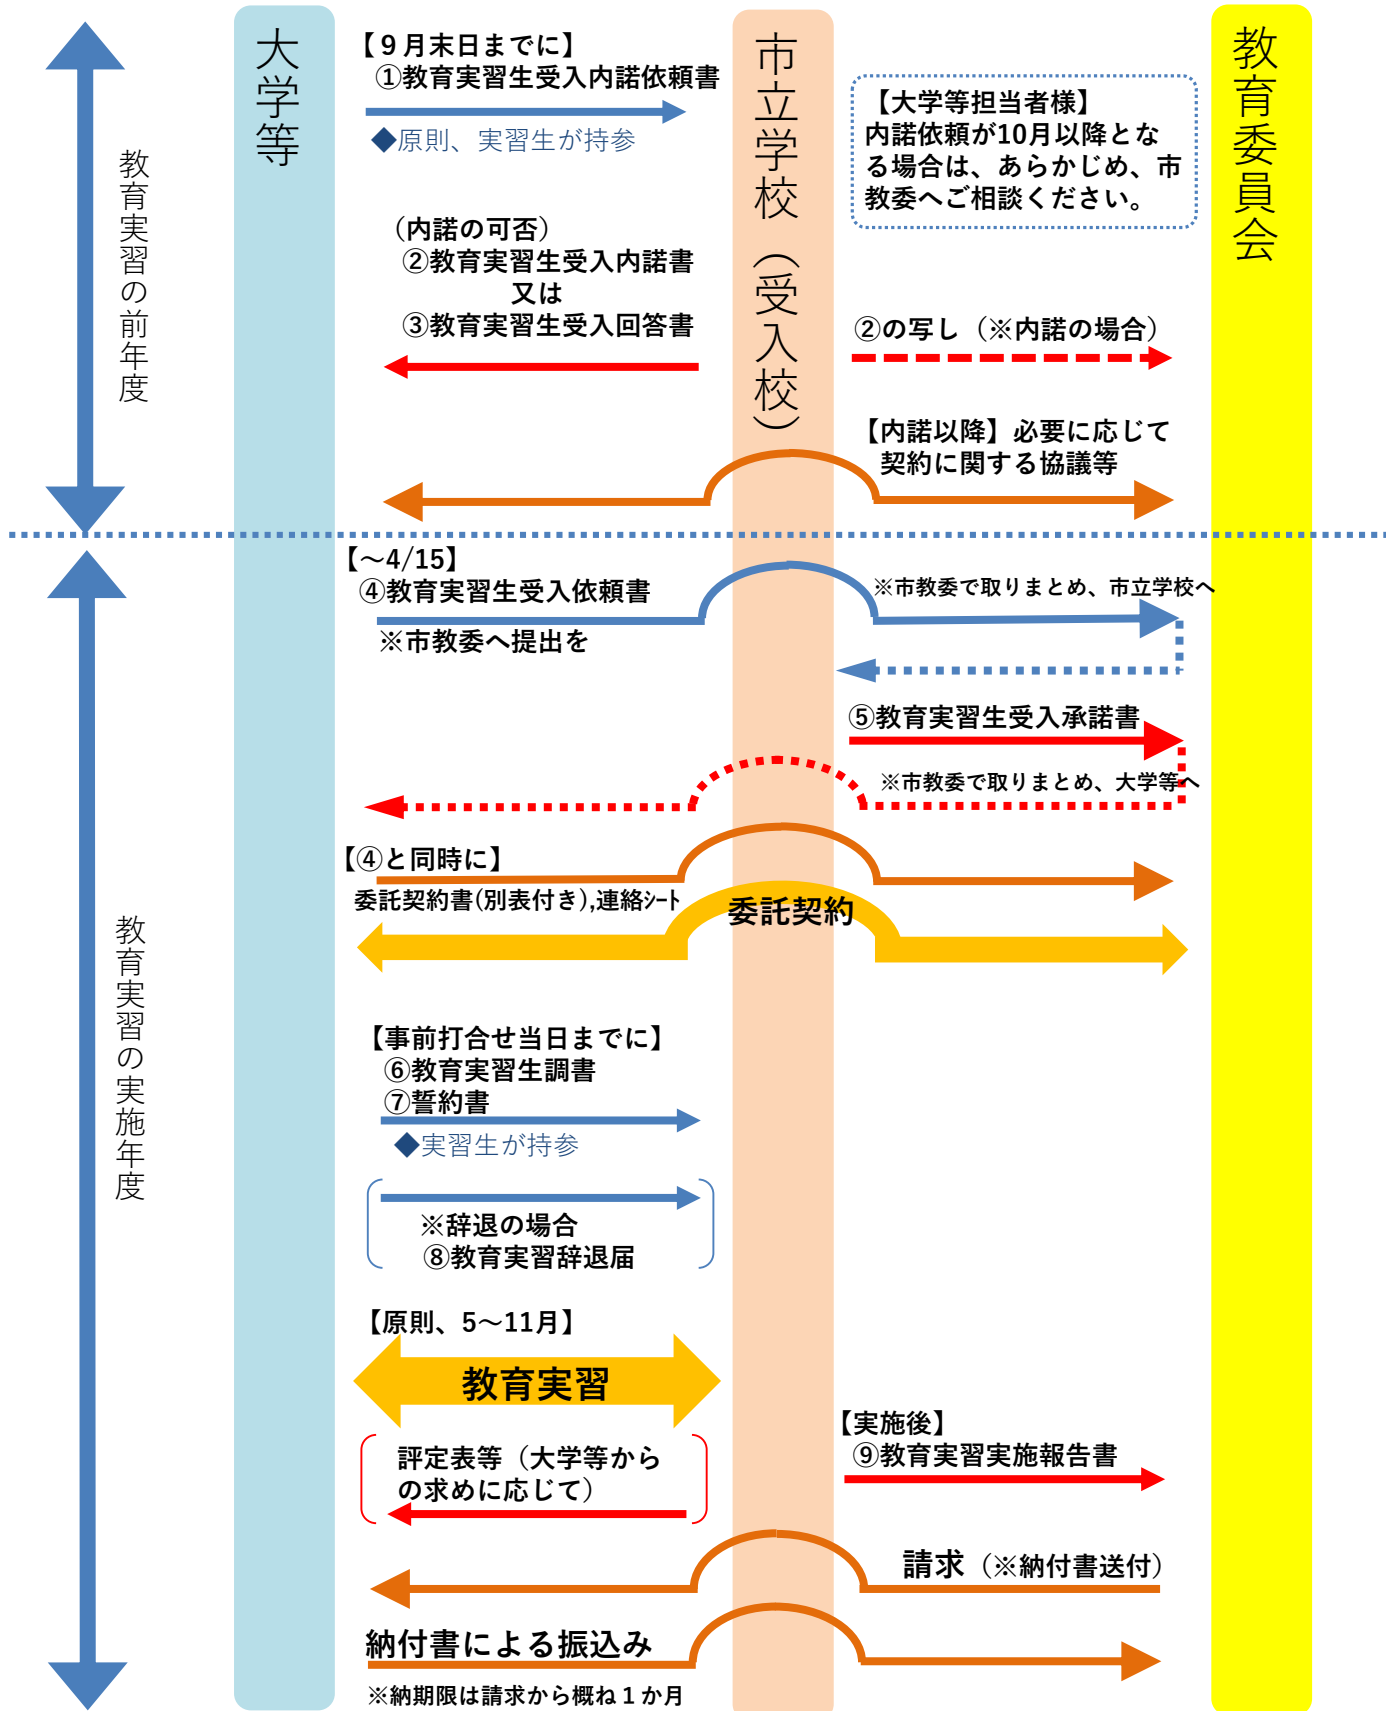 大学等
市立学校（受入校）
教育委員会
教育実習の前年度
【９月末日までに】
①教育実習生受入内諾依頼書
◆原則、実習生が持参
【大学等担当者様】
内諾依頼が10月以降とな
る場合は、あらかじめ、市
教委へご相談ください。
（内諾の可否）
②教育実習生受入内諾書
又は
③教育実習生受入回答書
②の写し（※内諾の場合）
【内諾以降】必要に応じて
契約に関する協議等
教育実習の実施年度
【～4/15】
④教育実習生受入依頼書
※市教委へ提出を
※市教委で取りまとめ、市立学校へ
⑤教育実習生受入承諾書
※市教委で取りまとめ、大学等へ
【④と同時に】
委託契約書(別表付き),連絡ｼｰﾄ
委託契約
【事前打合せ当日までに】
⑥教育実習生調書
⑦誓約書
◆実習生が持参
※辞退の場合
⑧教育実習辞退届
【原則、5～11月】
教育実習
評定表等（大学等から
の求めに応じて）
【実施後】
⑨教育実習実施報告書
請求（※納付書送付）
納付書による振込み
※納期限は請求から概ね１か月